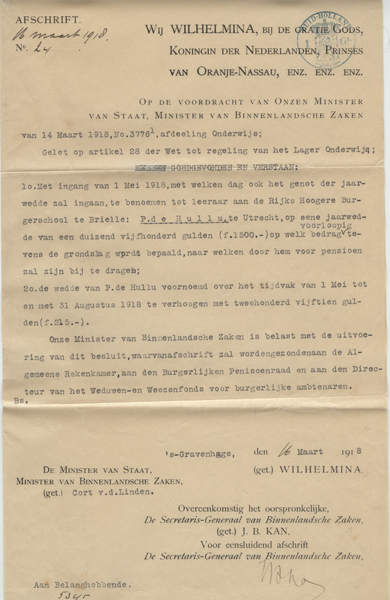 AFSCHRIFT.
16 maart 1918.
No. 24
WIJ WILHELMINA, BIJ DE GRATIE GODS,
KONINGIN DER NEDERLANDEN, PRINSES
VAN ORANJE-NASSAU, ENZ. ENZ. ENZ.
OP DE VOORDRACHT VAN ONZEN MINISTER
VAN STAAT, MINISTER VAN BINNENLANDSCHE ZAKEN
van 14 Maart 1918, No.3776¹, afdeeling Onderwijs;
Gelet op artikel 28 der Wet tot regeling van het Lager Onderwijs;
GOEDGEVONDEN EN VERSTAAN:
1o.Met ingang van 1 Mei 1918, met welken dag ook het genot der jaar-
wedde zal ingaan, te benoemen tot leeraar aan de Rijks Hoogere Bur-
gerschool te Brielle: P.de Hullu, te Utrecht, op eene jaarwed-
de van een duizend vijfhonderd gulden (f.1500.-) op welk bedrag te-
voorloopig
vens de grondslag wordt bepaald, naar welken door hem voor pensioen
zal zijn bij te dragen;
2o.de wedde van P.de Hullu voornoemd over het tijdvak van 1 Mei tot
en met 31 Augustus 1918 te verhoogen met tweehonderd vijftien gul-
den(f.215.-).
Onze Minister van Binnenlandsche Zaken is belast met de uitvoe-
ring van dit besluit, waarvan afschrift zal worden gezonden aan de Al-
gemeene Rekenkamer, aan den Burgerlijken Pensioenraad en aan den Direc-
teur van het Weduwen- en Weezenfonds voor burgerlijke ambtenaren.
Bs.
's-Gravenhage, den 16 Maart 1918
DE MINISTER VAN STAAT,
MINISTER VAN BINNENLANDSCHE ZAKEN,
(get.) Cort v.d.Linden.
(get.) WILHELMINA.
Overeenkomstig het oorspronkelijke,
De Secretaris-Generaal van Binnenlandsche Zaken,
(get.) J. B. KAN.
Voor eensluidend afschrift
De Secretaris-Generaal van Binnenlandsche Zaken,
Aan Belanghebbende.